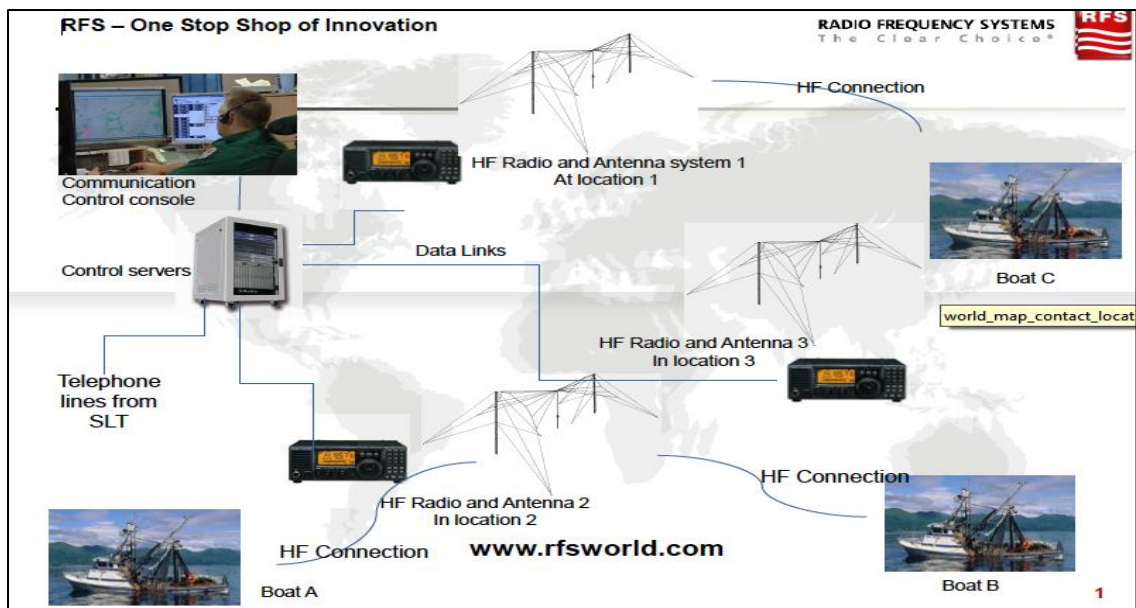 RFS – One Stop Shop of Innovation
RADIO FREQUENCY SYSTEMS
The Clear Choice®
RFS
HF Connection
HF Radio and Antenna system 1
At location 1
Communication
Control console
Data Links
Control servers
Boat C
world_map_contact_locat
HF Radio and Antenna 3
In location 3
Telephone
lines from
SLT
HF Connection
HF Radio and Antenna 2
In location 2
HF Connection
www.rfsworld.com
Boat B
Boat A
1